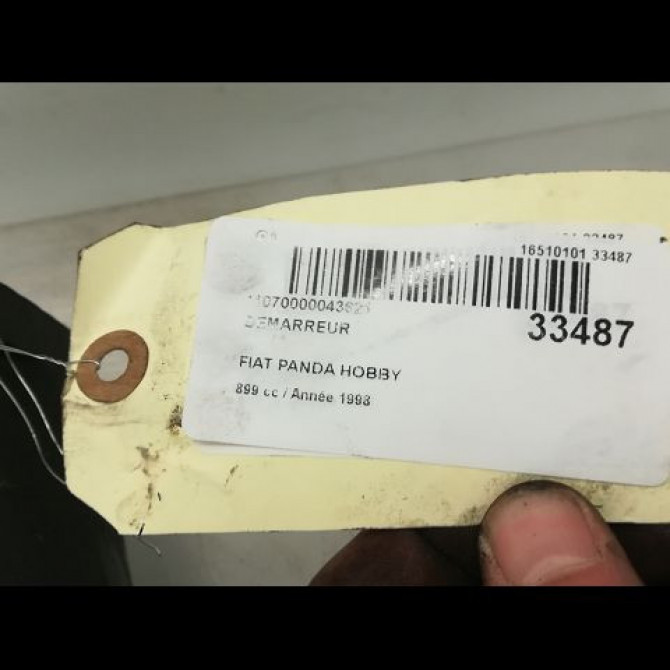 16510101 33487
33487
DEMARREUR
FIAT PANDA HOBBY
899 cc / Année 1998